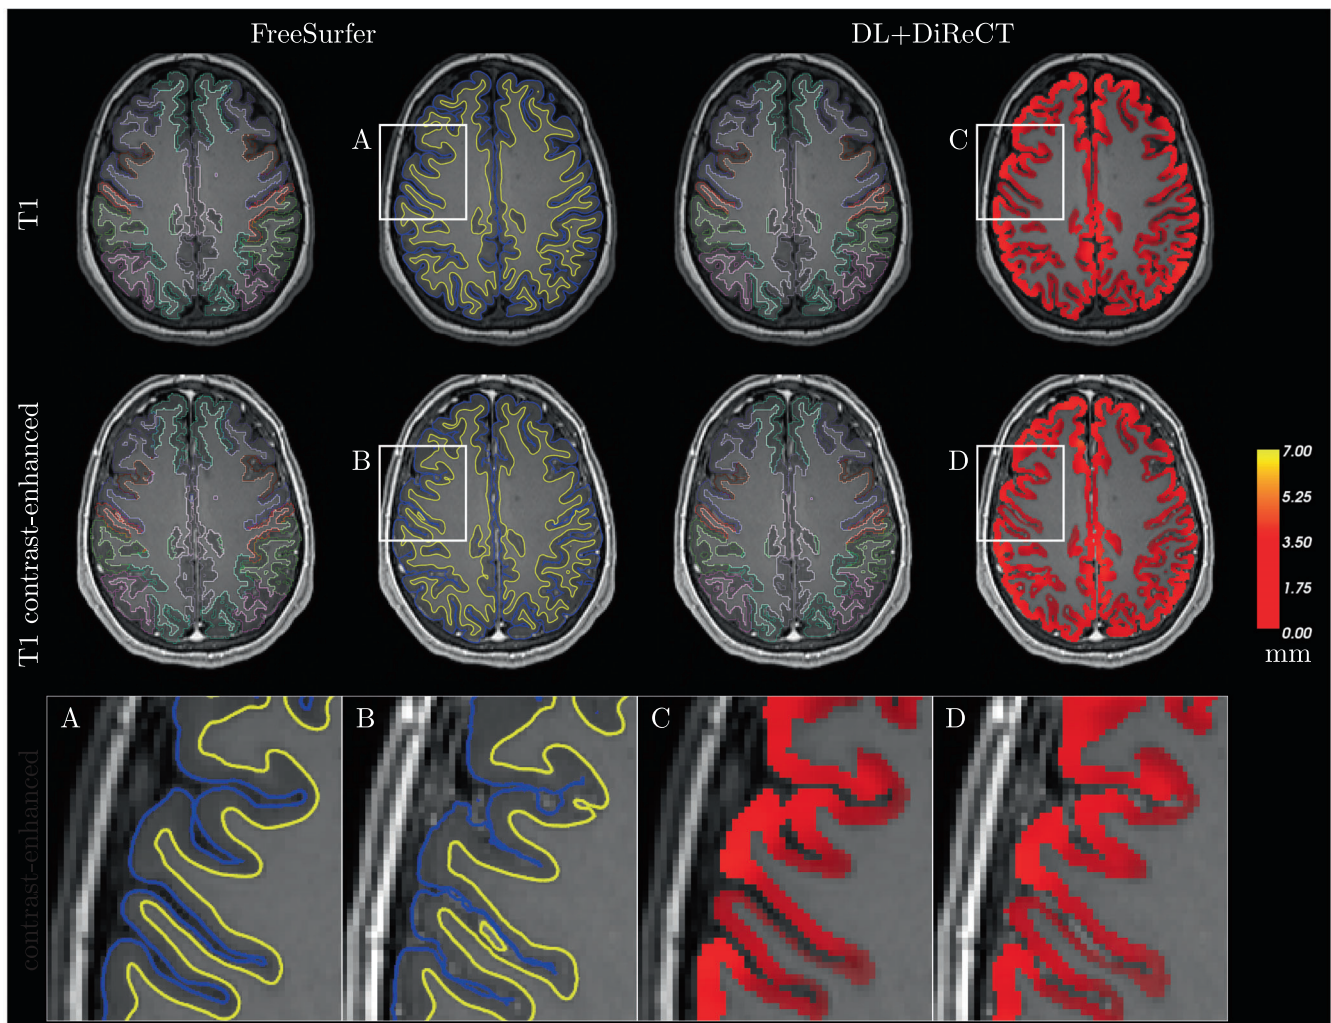 FreeSurfer
DL+DiReCT
T1
A
C
T1 contrast-enhanced
B
D
7.00
5.25
3.50
1.75
0.00
mm
contrast-enhanced
A
B
C
D